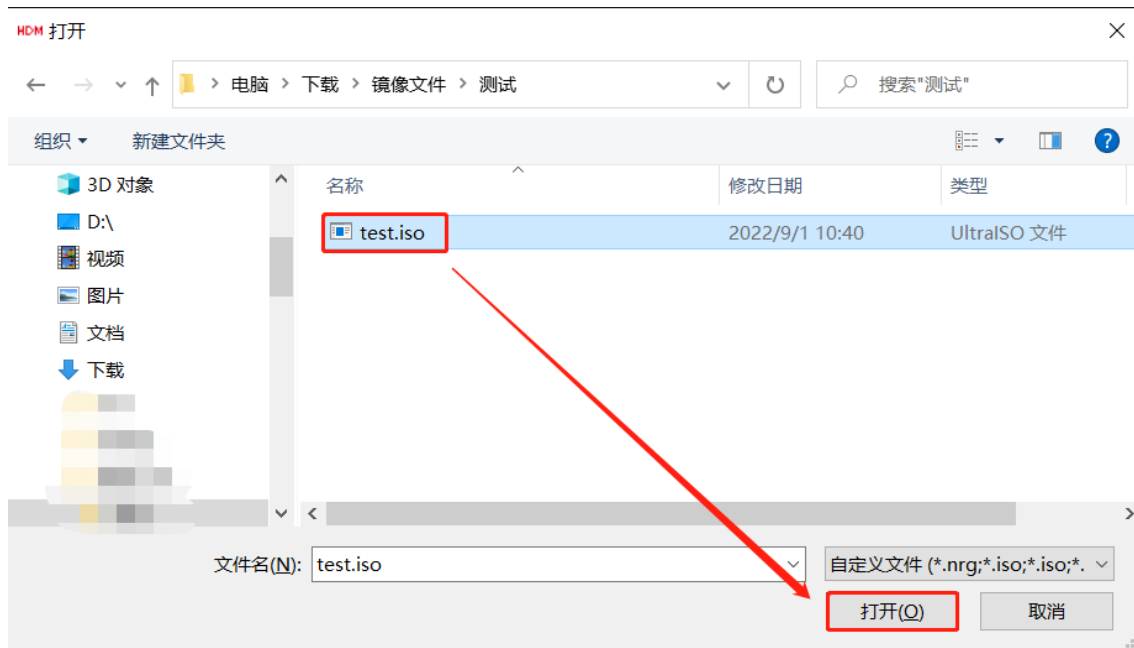 HDM 打开
电脑 > 下载 > 镜像文件 > 测试
搜索"测试"
组织
新建文件夹
?
名称
修改日期
类型
3D 对象
D:\
视频
图片
文档
下载
test.iso
2022/9/1 10:40
UltraISO 文件
文件名(N):
test.iso
自定义文件 (*.nrg;*.iso;*.iso;*.
打开(O)
取消